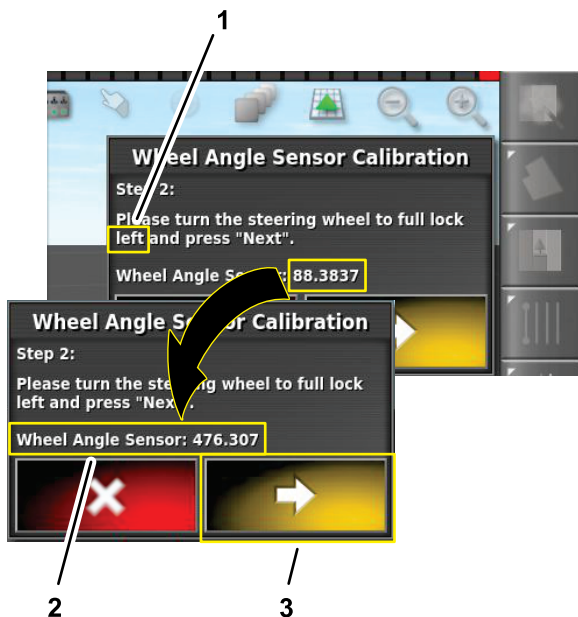 1
Wheel Angle Sensor Calibration
Step 2:
Please turn the steering wheel to full lock
left and press "Next".
Wheel Angle Sensor: 88.3837
Wheel Angle Sensor Calibration
Step 2:
Please turn the steering wheel to full lock
left and press "Next".
Wheel Angle Sensor: 476.307
2
3